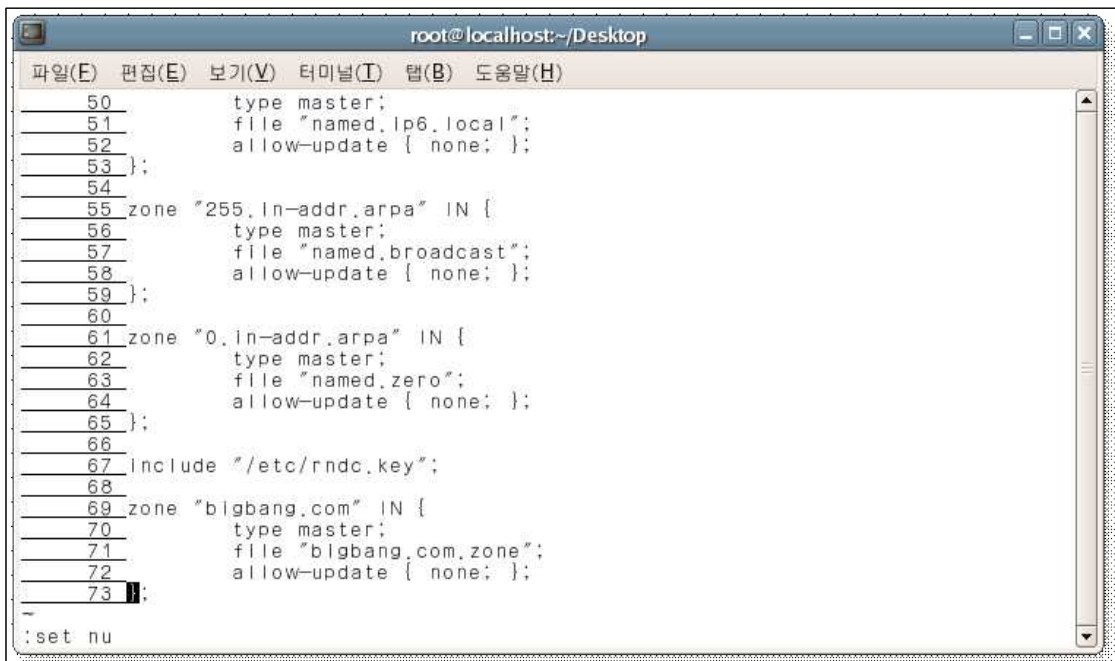 root@localhost:~/Desktop
파일(F) 편집(E) 보기(V) 터미널(T) 탭(B) 도움말(H)
50 type master;
51 file "named.ip6.local";
52 allow-update { none; };
53 };
54
55 zone "255.in-addr.arpa" IN {
56 type master;
57 file "named.broadcast";
58 allow-update { none; };
59 };
60
61 zone "0.in-addr.arpa" IN {
62 type master;
63 file "named.zero";
64 allow-update { none; };
65 };
66
67 include "/etc/rndc.key";
68
69 zone "bigbang.com" IN {
70 type master;
71 file "bigbang.com.zone";
72 allow-update { none; };
73 };
~
:set nu